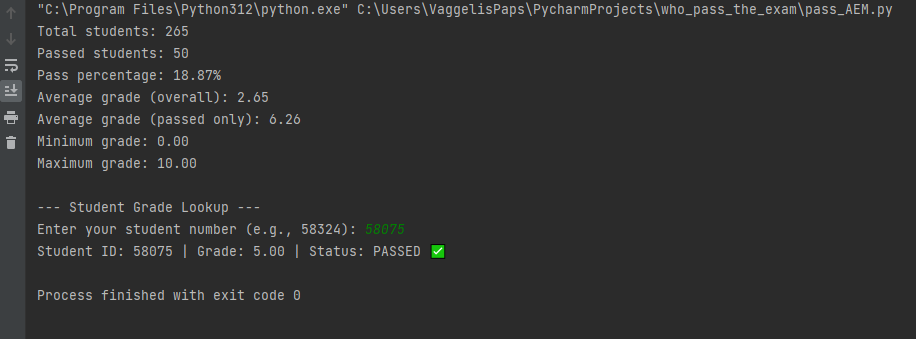 "C:\Program Files\Python312\python.exe" C:\Users\VaggelisPaps\PycharmProjects\who_pass_the_exam\pass_AEM.py
Total students: 265
Passed students: 50
Pass percentage: 18.87%
Average grade (overall): 2.65
Average grade (passed only): 6.26
Minimum grade: 0.00
Maximum grade: 10.00
--- Student Grade Lookup ---
Enter your student number (e.g., 58324): 58075
Student ID: 58075 | Grade: 5.00 | Status: PASSED ✅
Process finished with exit code 0